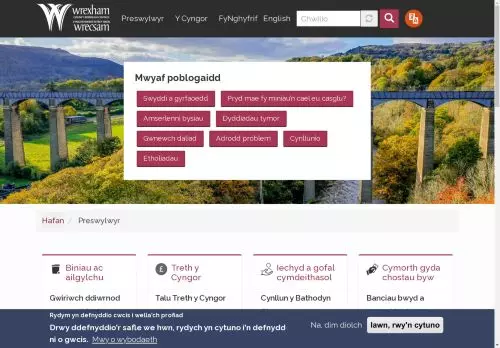 wrexham
wrecsam
Preswylwyr Y Cyngor FyNghyfrif English Chwilio
Mwyaf poblogaidd
Swyddi a gyrfaoedd Pryd mae fy miniau'n cael eu casglu?
Amserlenni bysiau Dyddiadau tymor
Gwnewch daliad Adrodd problem Cynllunio
Etholiadau
Hafan / Preswylwyr
Biniau ac ailgylchu
Treth y Cyngor
Iechyd a gofal cymdeithasol
Cymorth gyda chostau byw
Gwiriwch ddiwrnod Talu Treth y Cyngor Cynllun y Bathodyn Banciau bwyd a
Rydym yn defnyddio cwcis i wella'ch profiad
Drwy ddefnyddio'r safle we hwn, rydych yn cytuno i'n defnydd
ni o gwcis. Mwy o wybodaeth
Na, dim diolch Iawn, rwy'n cytuno